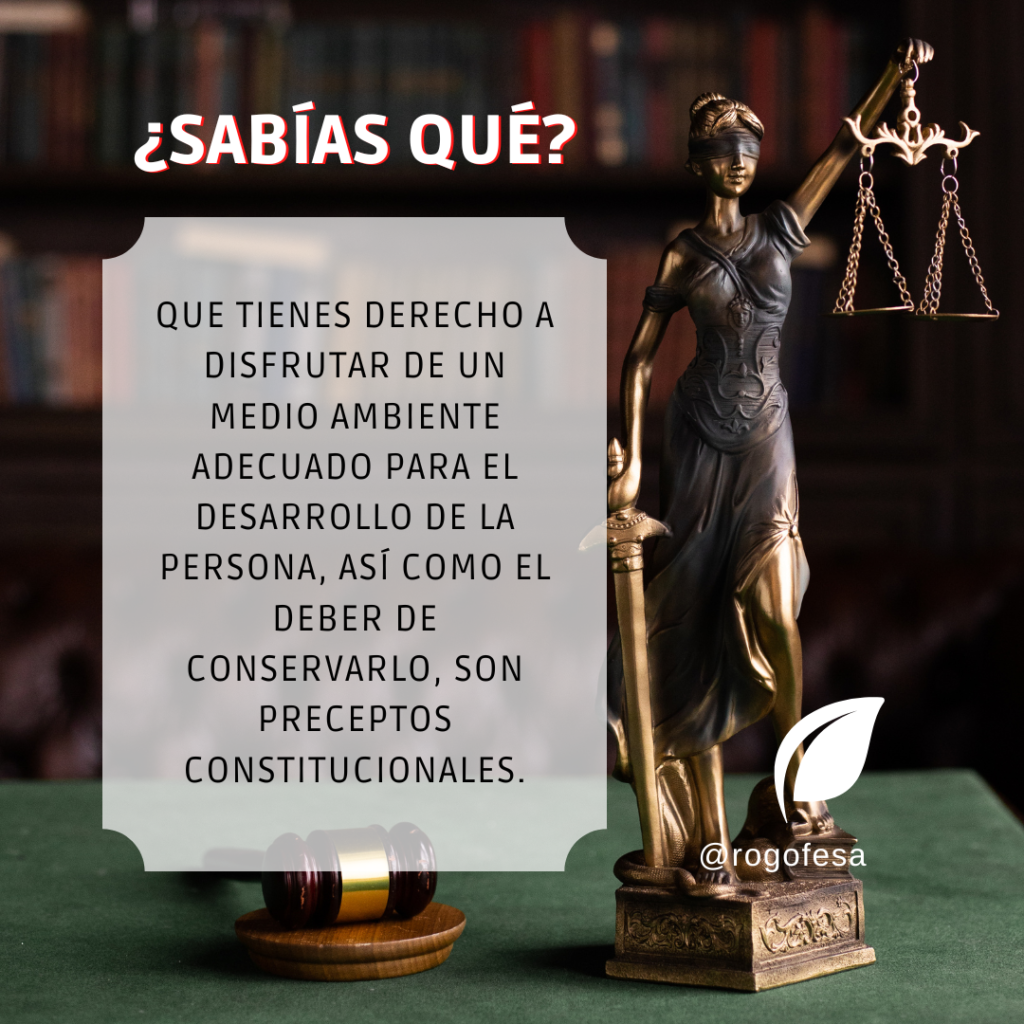 ¿SABÍAS QUÉ?
QUE TIENES DERECHO A
DISFRUTAR DE UN
MEDIO AMBIENTE
ADECUADO PARA EL
DESARROLLO DE LA
PERSONA, ASÍ COMO EL
DEBER DE
CONSERVARLO, SON
PRECEPTOS
CONSTITUCIONALES.
@rogofesa